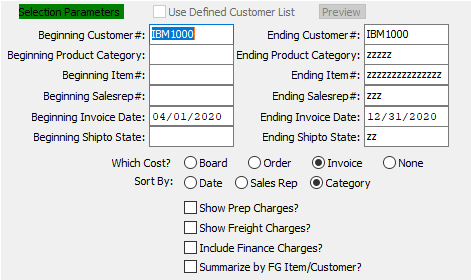 Selection Parameters Use Defined Customer List Preview
Beginning Customer#: IBM1000 Ending Customer#: IBM1000
Beginning Product Category: Ending Product Category: zzzzz
Beginning Item#: Ending Item#: zzzzzzzzzzzzzzz
Beginning Salesrep#: Ending Salesrep#: zzz
Beginning Invoice Date: 04/01/2020 Ending Invoice Date: 12/31/2020
Beginning Shipto State: Ending Shipto State: zz
Which Cost? Board Order Invoice None
Sort By: Date Sales Rep Category
Show Prep Charges?
Show Freight Charges?
Include Finance Charges?
Summarize by FG Item/Customer?